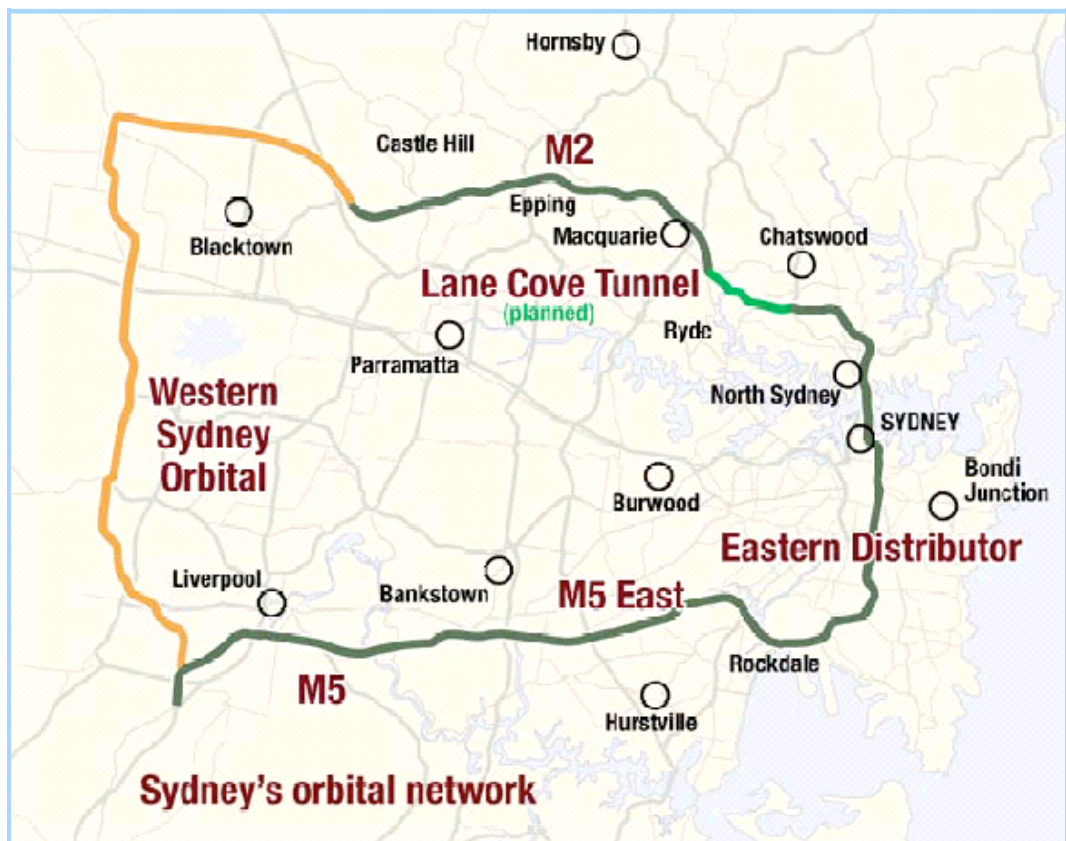 Hornsby
Castle Hill
M2
Epping
Blacktown
Macquarie
Chatswood
Lane Cove Tunnel
(planned)
Ryde
Parramatta
Western
Sydney
Orbital
North Sydney
SYDNEY
Burwood
Bondi
Junction
Eastern Distributor
Liverpool
Bankstown
M5 East
Rockdale
M5
Hurstville
Sydney's orbital network